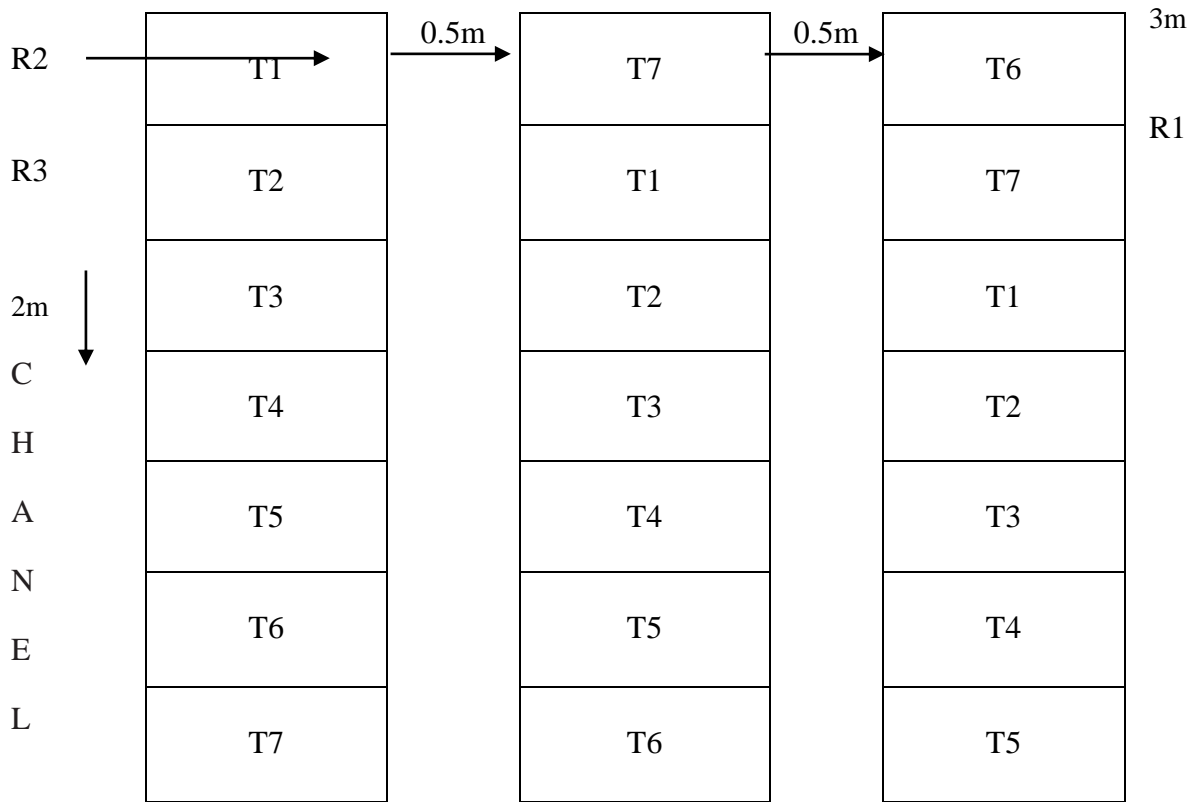 3m
0.5m 0.5m
R2 T1 T7 T6
R1
R3 T2 T1 T7
2m T3 T2 T1
C
T4 T3 T2
H
A T5 T4 T3
N
T6 T5 T4
E
L
T7 T6 T5